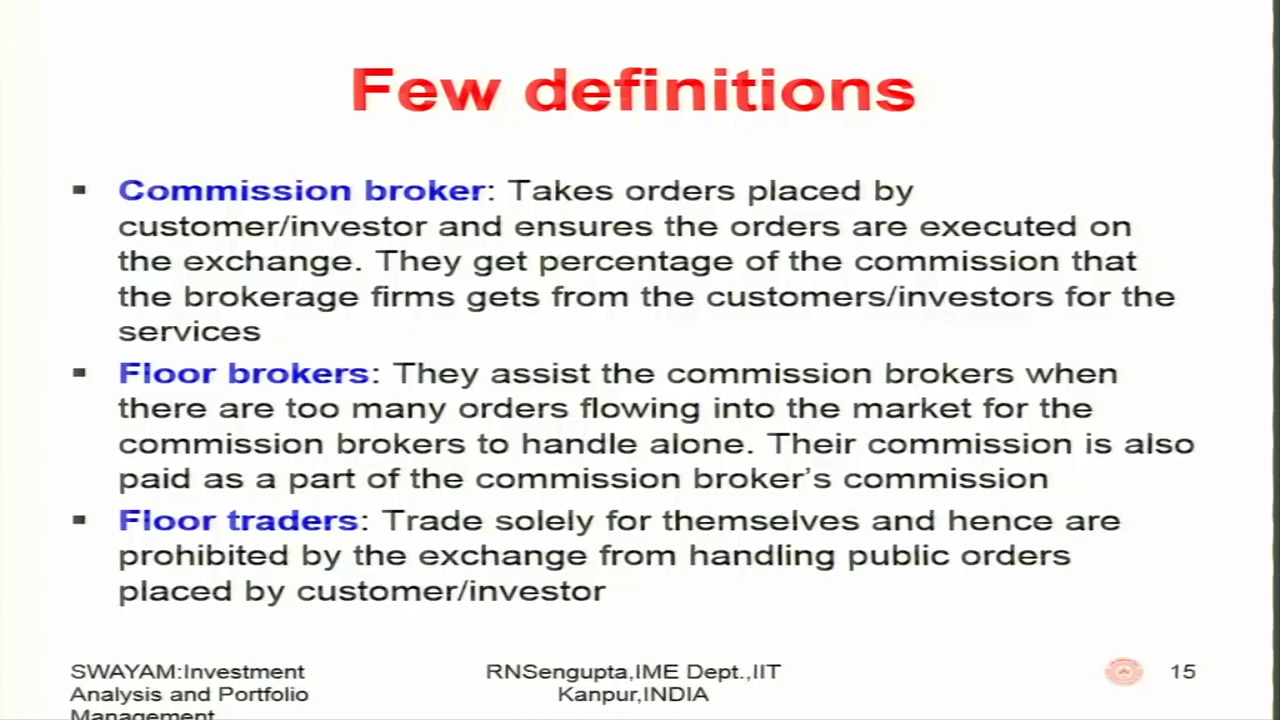 Few definitions
▪ Commission broker: Takes orders placed by
customer/investor and ensures the orders are executed on
the exchange. They get percentage of the commission that
the brokerage firms gets from the customers/investors for the
services
▪ Floor brokers: They assist the commission brokers when
there are too many orders flowing into the market for the
commission brokers to handle alone. Their commission is also
paid as a part of the commission broker’s commission
▪ Floor traders: Trade solely for themselves and hence are
prohibited by the exchange from handling public orders
placed by customer/investor
SWAYAM:Investment
Analysis and Portfolio
Management
RNSengupta,IME Dept.,IIT
Kanpur,INDIA
15